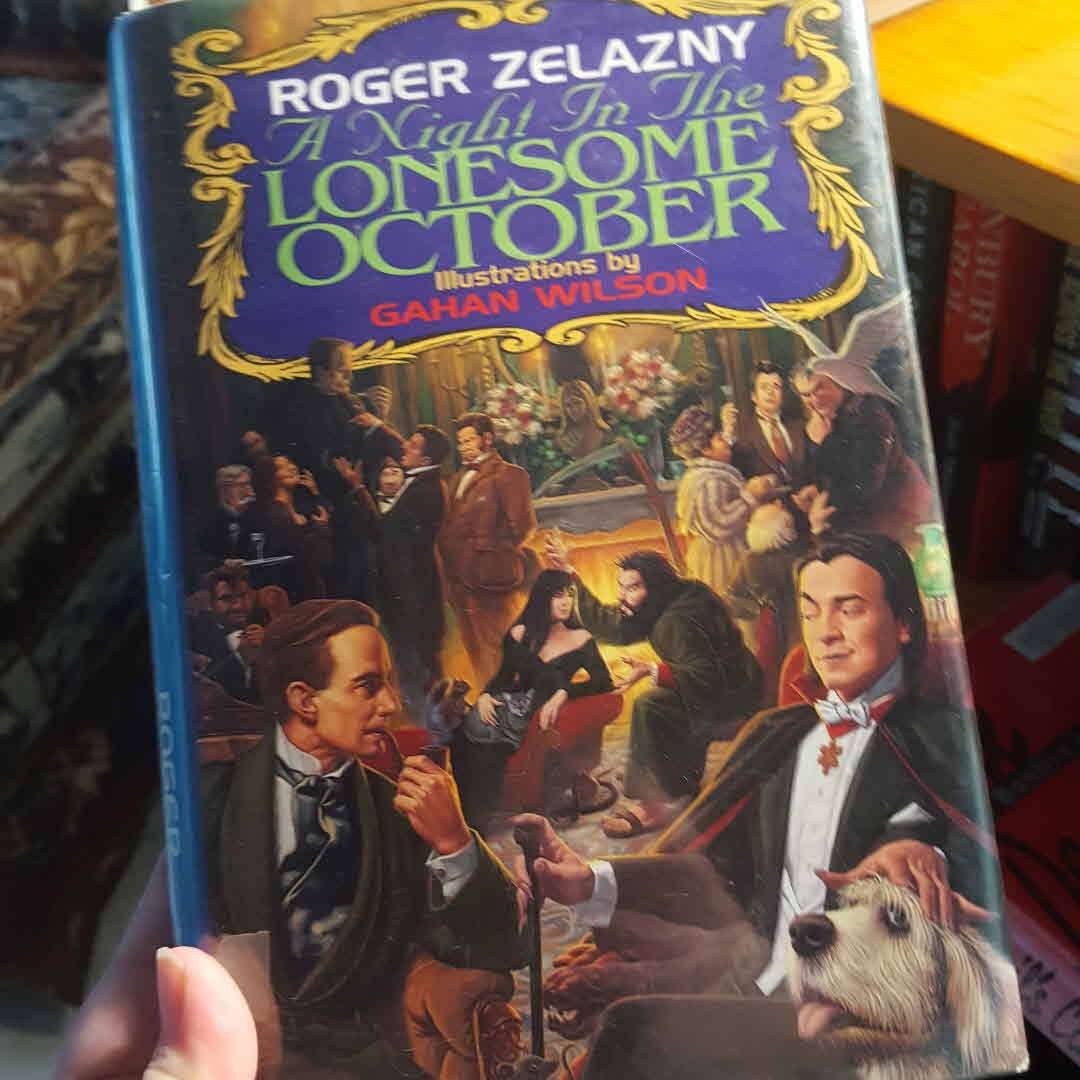 ROGER ZELAZNY
A Night In The
LONESOME
OCTOBER
Illustrations by
GAHAN WILSON
ROGER